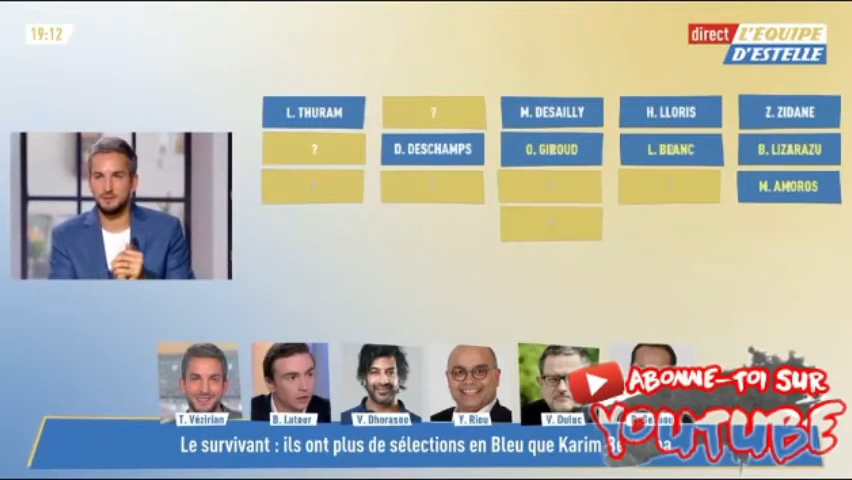 19:12
direct L'ÉQUIPE
D'ESTELLE
L. THURAM ? M. DESAILLY H. LLORIS Z. ZIDANE
? D. DESCHAMPS O. GIROUD L. BLANC B. LIZARAZU
M. AMOROS
T. Vézirian B. Latour V. Dhorasoo Y. Riou V. Duluc
ABONNE-TOI SUR
YOUTUBE
Le survivant : ils ont plus de sélections en Bleu que Karim